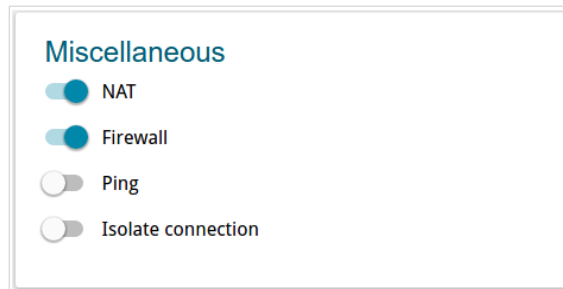 Miscellaneous
NAT
Firewall
Ping
Isolate connection